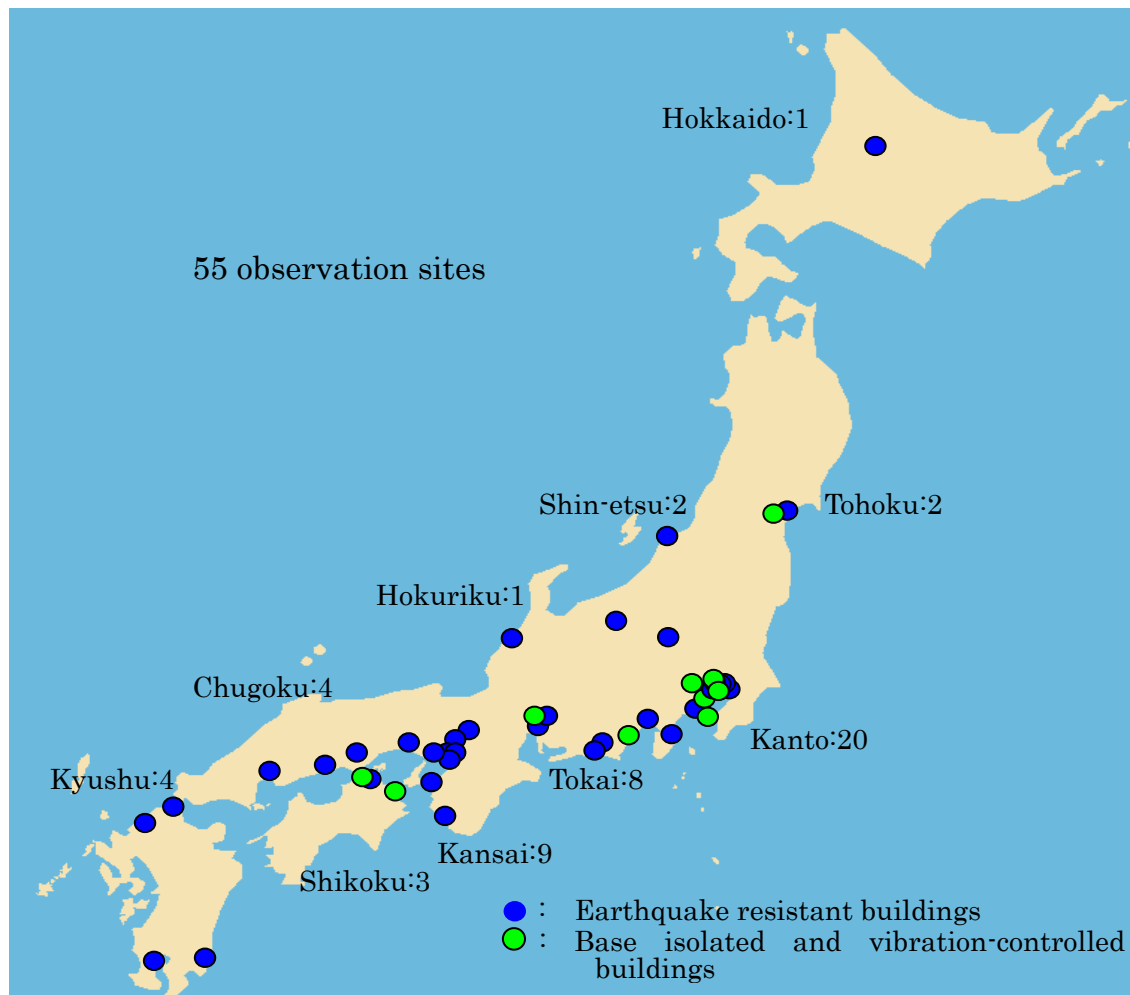 Hokkaido:1
55 observation sites
Shin-etsu:2
Tohoku:2
Hokuriku:1
Chugoku:4
Kanto:20
Kyushu:4
Tokai:8
Kansai:9
Shikoku:3
: Earthquake resistant buildings
: Base isolated and vibration-controlled
buildings